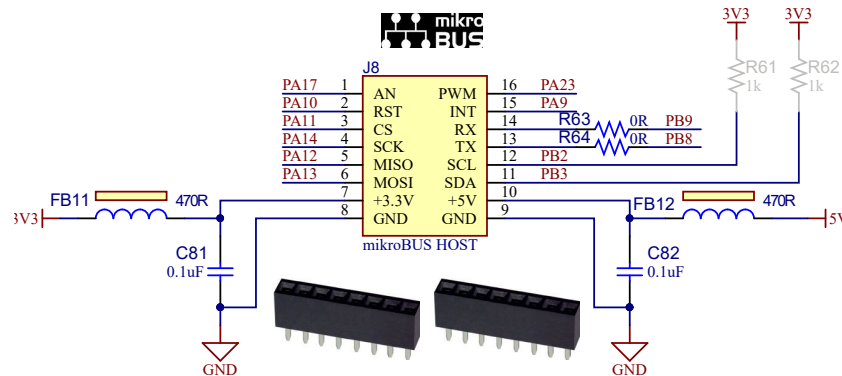 mikro
BUS
3V3 3V3
J8
R61
1k
R62
1k
PA17 1 AN PWM 16 PA23
PA10 2 RST INT 15 PA9
PA11 3 CS RX 14 R63 0R PB9
PA14 4 SCK TX 13 R64 0R PB8
PA12 5 MISO SCL 12 PB2
PA13 6 MOSI SDA 11 PB3
7 +3.3V +5V 10
8 GND GND 9
mikroBUS HOST
3V3 FB11 470R
FB12 470R 5V
C81
0.1uF
C82
0.1uF
GND
GND